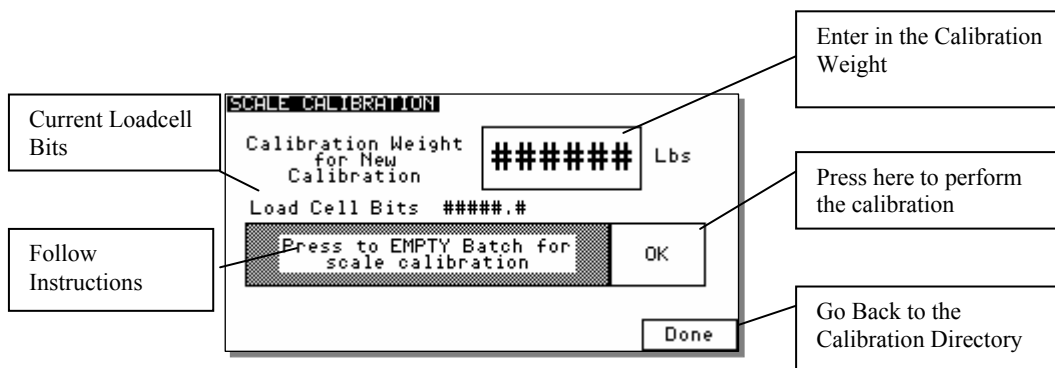 Enter in the Calibration
Weight
Current Loadcell
Bits
SCALE CALIBRATION
Calibration Weight
for New
Calibration
###### Lbs
Load Cell Bits #####.#
Press here to perform
the calibration
Follow
Instructions
Press to EMPTY Batch for
scale calibration
OK
Done
Go Back to the
Calibration Directory